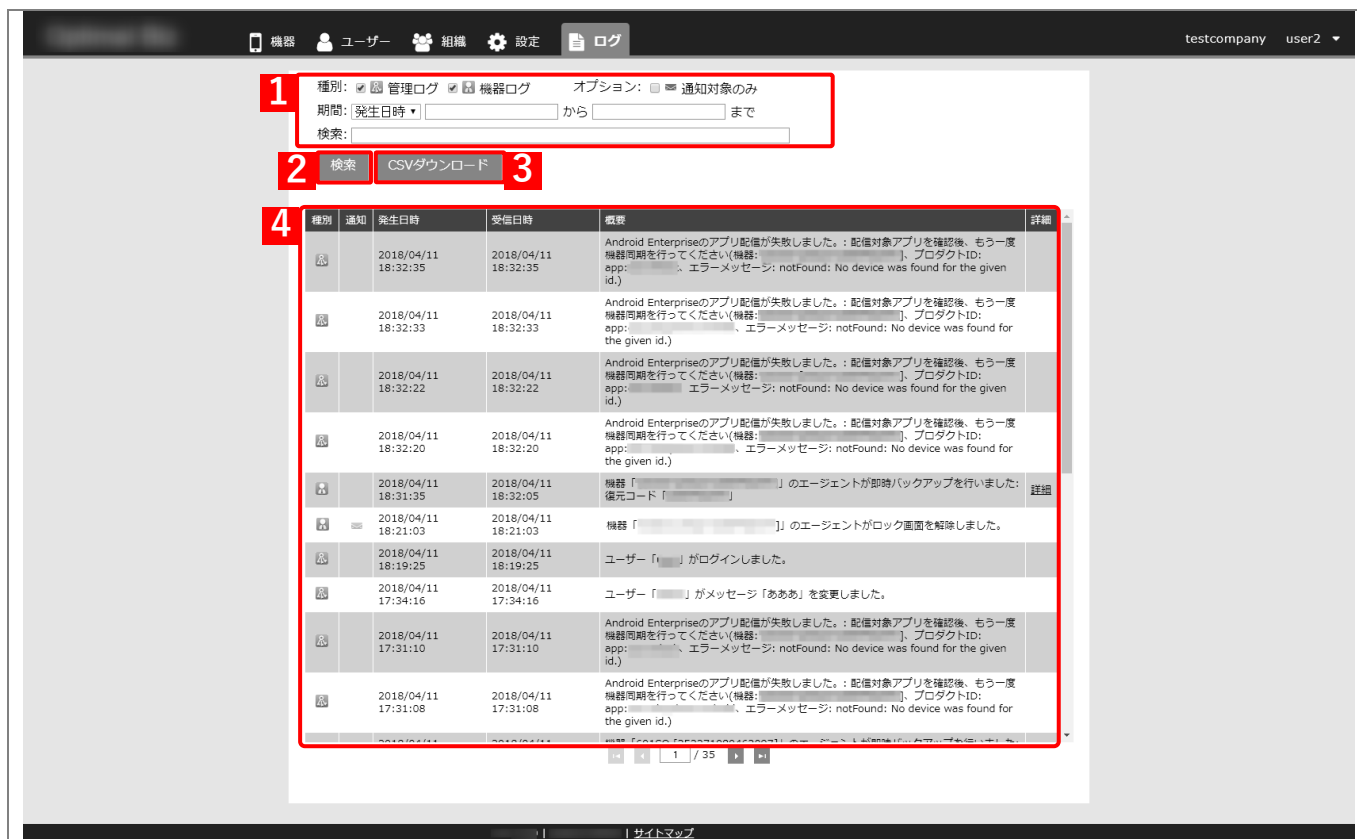 機器 ユーザー 組織 設定 ログ testcompany user2
1
種別: 管理ログ 機器ログ オプション: 通知対象のみ
期間: 発生日時 から まで
検索:
2 検索 CSVダウンロード 3
4
種別 通知 発生日時 受信日時 概要 詳細
2018/04/11 18:32:35
2018/04/11 18:32:35
Android Enterpriseのアプリ配信が失敗しました。: 配信対象アプリを確認後、もう一度
機器同期を行ってください(機器: ]、プロダクトID:
app: 、エラーメッセージ: notFound: No device was found for the given
id.)
2018/04/11 18:32:33
2018/04/11 18:32:33
Android Enterpriseのアプリ配信が失敗しました。: 配信対象アプリを確認後、もう一度
機器同期を行ってください(機器: ]、プロダクトID:
app: 、エラーメッセージ: notFound: No device was found for
the given id.)
2018/04/11 18:32:22
2018/04/11 18:32:22
Android Enterpriseのアプリ配信が失敗しました。: 配信対象アプリを確認後、もう一度
機器同期を行ってください(機器: ]、プロダクトID:
app: エラーメッセージ: notFound: No device was found for the given
id.)
2018/04/11 18:32:20
2018/04/11 18:32:20
Android Enterpriseのアプリ配信が失敗しました。: 配信対象アプリを確認後、もう一度
機器同期を行ってください(機器: ]、プロダクトID:
app: 、エラーメッセージ: notFound: No device was found for
the given id.)
2018/04/11 18:31:35
2018/04/11 18:32:05
機器「 」のエージェントが即時バックアップを行いました:
復元コード「 」
詳細
2018/04/11 18:21:03
2018/04/11 18:21:03
機器「 ]」のエージェントがロック画面を解除しました。
2018/04/11 18:19:25
2018/04/11 18:19:25
ユーザー「 」がログインしました。
2018/04/11 17:34:16
2018/04/11 17:34:16
ユーザー「 」がメッセージ「あああ」を変更しました。
2018/04/11 17:31:10
2018/04/11 17:31:10
Android Enterpriseのアプリ配信が失敗しました。: 配信対象アプリを確認後、もう一度
機器同期を行ってください(機器: ]、プロダクトID:
app: 、エラーメッセージ: notFound: No device was found for the given
id.)
2018/04/11 17:31:08
2018/04/11 17:31:08
Android Enterpriseのアプリ配信が失敗しました。: 配信対象アプリを確認後、もう一度
機器同期を行ってください(機器: ]、プロダクトID:
app: 、エラーメッセージ: notFound: No device was found for
the given id.)
1 / 35
| | サイトマップ